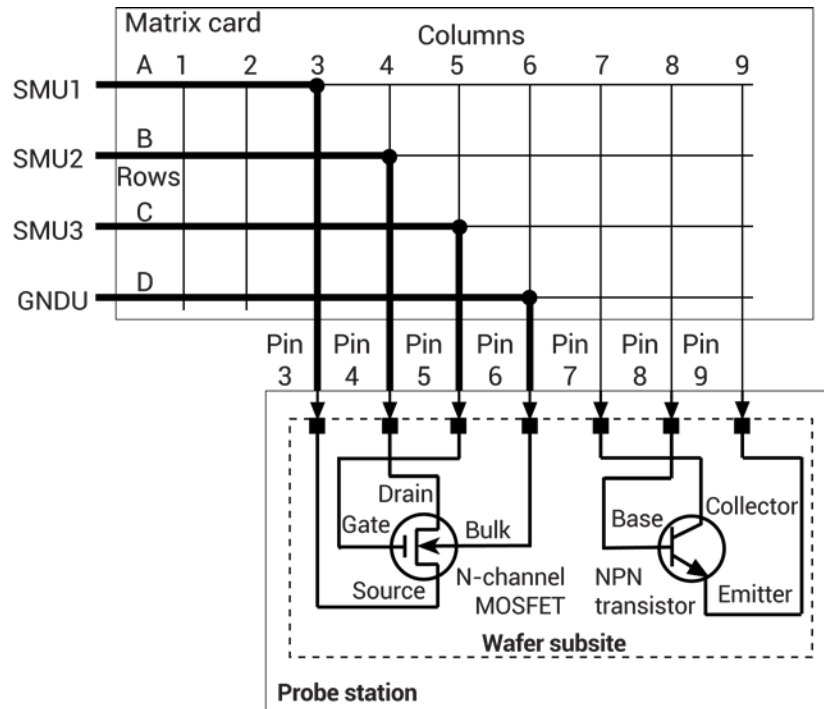 Matrix card
Columns
A 1 2 3 4 5 6 7 8 9
SMU1
B
SMU2
Rows
C
SMU3
D
GNDU
Pin Pin Pin Pin Pin Pin Pin
3 4 5 6 7 8 9
Drain
Collector
Gate
Bulk
Base
Source
N-channel
MOSFET
NPN
transistor
Emitter
Wafer subsite
Probe station